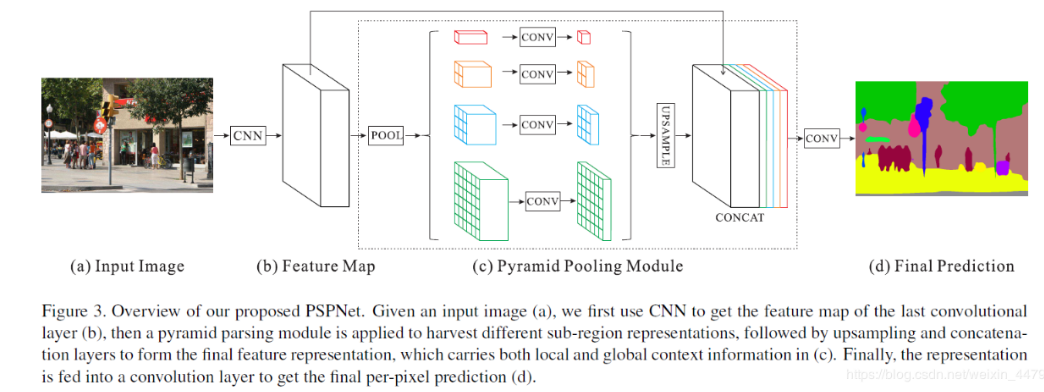 CNN
POOL
CONV
CONV
CONV
CONV
UPSAMPLE
CONCAT
CONV
(a) Input Image
(b) Feature Map
(c) Pyramid Pooling Module
(d) Final Prediction
Figure 3. Overview of our proposed PSPNet. Given an input image (a), we first use CNN to get the feature map of the last convolutional
layer (b), then a pyramid parsing module is applied to harvest different sub-region representations, followed by upsampling and concatena-
tion layers to form the final feature representation, which carries both local and global context information in (c). Finally, the representation
is fed into a convolution layer to get the final per-pixel prediction (d).
https://blog.csdn.net/weixin_4479